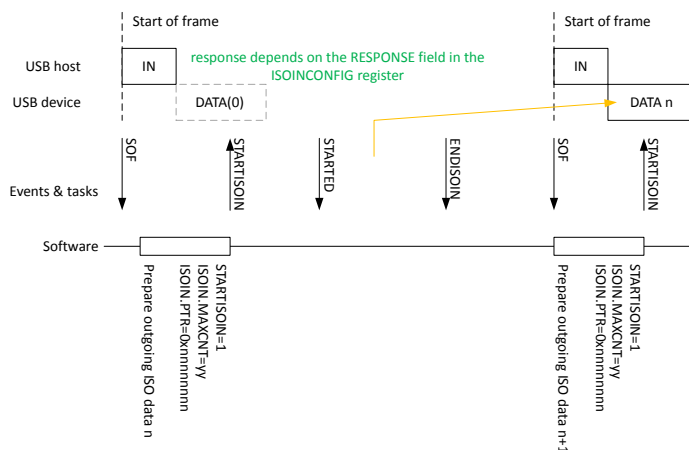 Start of frame
Start of frame
USB host
IN
response depends on the RESPONSE field in the
ISOINCONFIG register
IN
USB device
DATA(0)
DATA n
Events & tasks
SOF
STARTISOIN
STARTED
ENDISOIN
SOF
STARTISOIN
Software
STARTISOIN=1
ISOIN.MAXCNT=yy
ISOIN.PTR=0xnnnnnnnn
Prepare outgoing ISO data n
STARTISOIN=1
ISOIN.MAXCNT=yy
ISOIN.PTR=0xnnnnnnnn
Prepare outgoing ISO data n+1